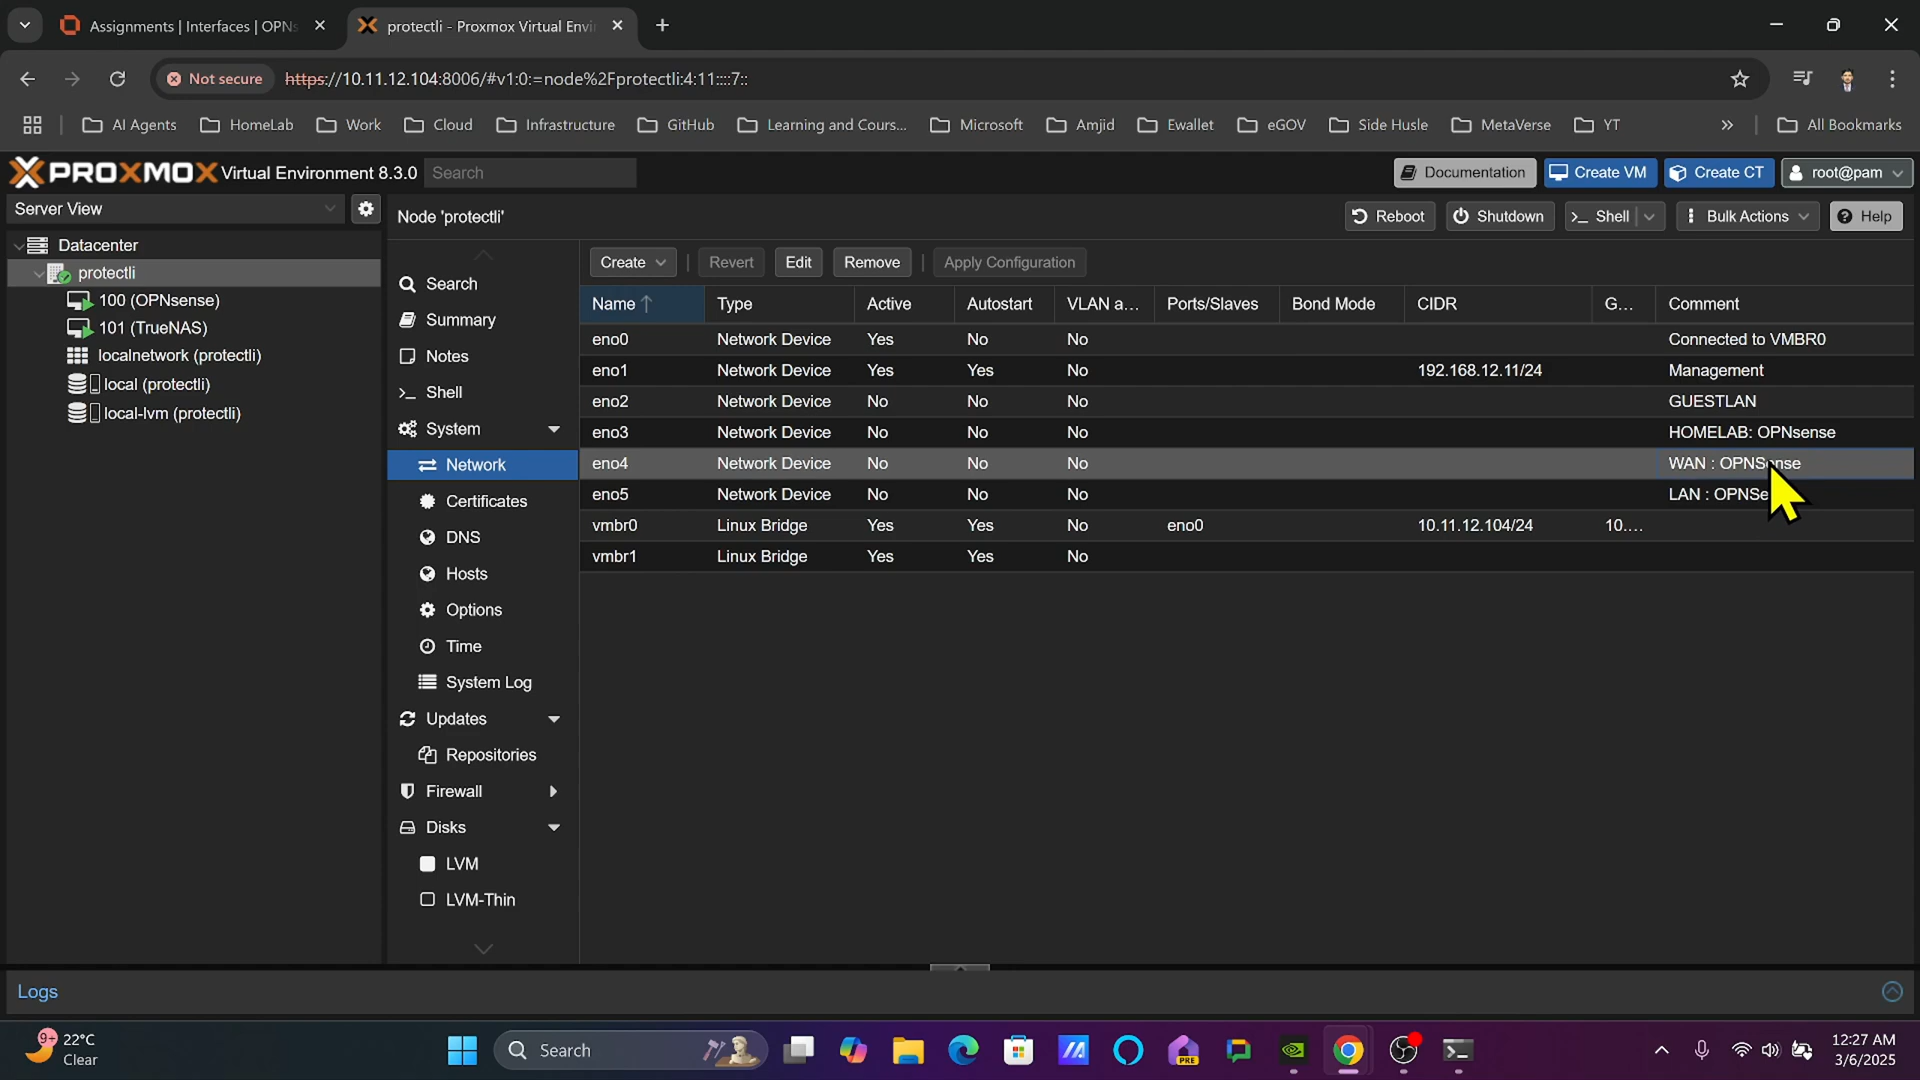 Assignments | Interfaces | OPNs
protectli - Proxmox Virtual Envi
Not secure
https://10.11.12.104:8006/#v1:0:=node%2Fprotectli:4:11::::7::
AI Agents
HomeLab
Work
Cloud
Infrastructure
GitHub
Learning and Cours...
Microsoft
Amjid
Ewallet
eGOV
Side Husle
MetaVerse
YT
»
All Bookmarks
PROXMOX Virtual Environment 8.3.0
Search
Documentation
Create VM
Create CT
root@pam
Server View
Node 'protectli'
Reboot
Shutdown
>_ Shell
Bulk Actions
Help
Datacenter
protectli
100 (OPNsense)
101 (TrueNAS)
localnetwork (protectli)
local (protectli)
local-lvm (protectli)
Search
Summary
Notes
>_ Shell
System
Network
Certificates
DNS
Hosts
Options
Time
System Log
Updates
Repositories
Firewall
Disks
LVM
LVM-Thin
Create
Revert
Edit
Remove
Apply Configuration
Name Type Active Autostart VLAN a... Ports/Slaves Bond Mode CIDR G... Comment
eno0 Network Device Yes No No Connected to VMBR0
eno1 Network Device Yes Yes No 192.168.12.11/24 Management
eno2 Network Device No No No GUESTLAN
eno3 Network Device No No No HOMELAB: OPNsense
eno4 Network Device No No No WAN : OPNSense
eno5 Network Device No No No LAN : OPNSe
vmbr0 Linux Bridge Yes Yes No eno0 10.11.12.104/24 10....
vmbr1 Linux Bridge Yes Yes No
Logs
9+
22°C
Clear
Search
PRE
12:27 AM
3/6/2025